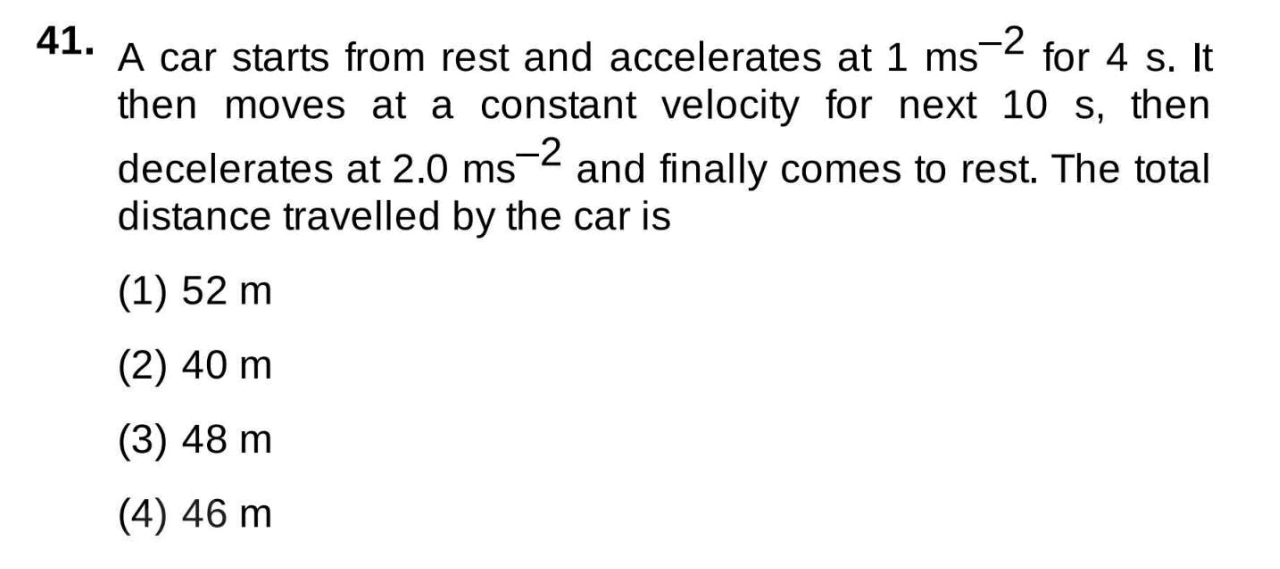 41. A car starts from rest and accelerates at 1 ms⁻² for 4 s. It
then moves at a constant velocity for next 10 s, then
decelerates at 2.0 ms⁻² and finally comes to rest. The total
distance travelled by the car is
(1) 52 m
(2) 40 m
(3) 48 m
(4) 46 m